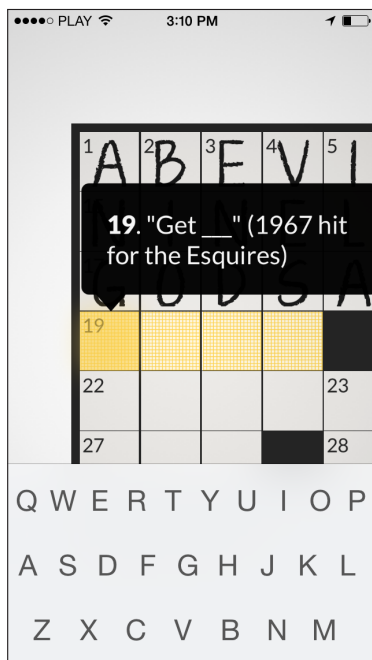 PLAY 3:10 PM
1 A 2 B 3 E 4 V 5 I
19. "Get ___" (1967 hit
for the Esquires)
G O D S A
19
22 23
27 28
Q W E R T Y U I O P
A S D F G H J K L
Z X C V B N M